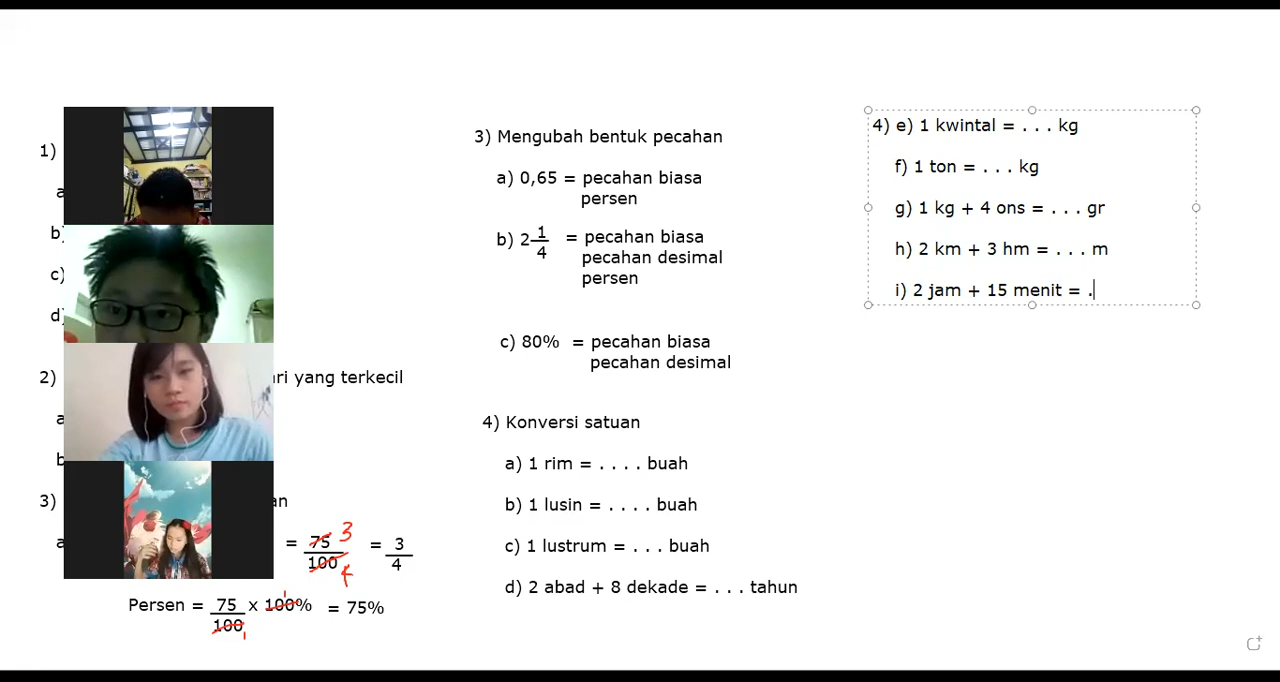 1)
a
b)
c)
d)
2) ri yang terkecil
a
b
3) an
a = 75 3 / 100 4 = 3 / 4
Persen = 75 / 100 1 x 100% 1 = 75%
3) Mengubah bentuk pecahan
a) 0,65 = pecahan biasa
persen
b) 2 1/4 = pecahan biasa
pecahan desimal
persen
c) 80% = pecahan biasa
pecahan desimal
4) Konversi satuan
a) 1 rim = . . . . buah
b) 1 lusin = . . . . buah
c) 1 lustrum = . . . buah
d) 2 abad + 8 dekade = . . . tahun
4) e) 1 kwintal = . . . kg
f) 1 ton = . . . kg
g) 1 kg + 4 ons = . . . gr
h) 2 km + 3 hm = . . . m
i) 2 jam + 15 menit = .